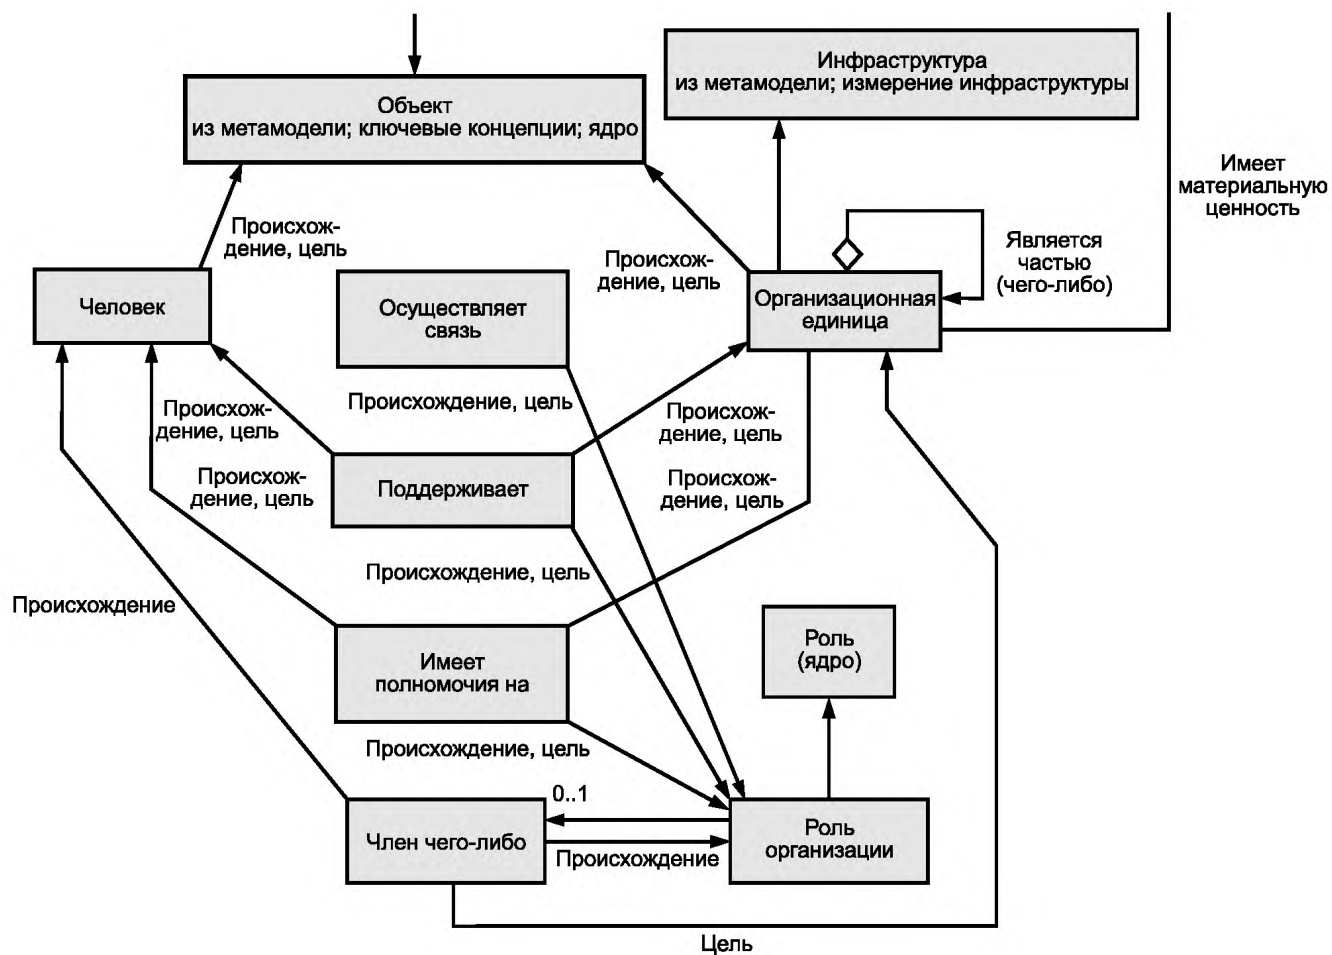 Инфраструктура
из метамодели; измерение инфраструктуры
Объект
из метамодели; ключевые концепции; ядро
Имеет
материальную
ценность
Происхож-
дение, цель
Происхож-
дение, цель
Является
частью
(чего-либо)
Человек
Осуществляет
связь
Организационная
единица
Происхождение, цель
Происхож-
дение, цель
Происхож-
дение, цель
Происхож-
дение, цель
Происхож-
дение, цель
Поддерживает
Происхождение, цель
Происхождение
Роль
(ядро)
Имеет
полномочия на
Происхождение, цель
0..1
Член чего-либо
Происхождение
Роль
организации
Цель